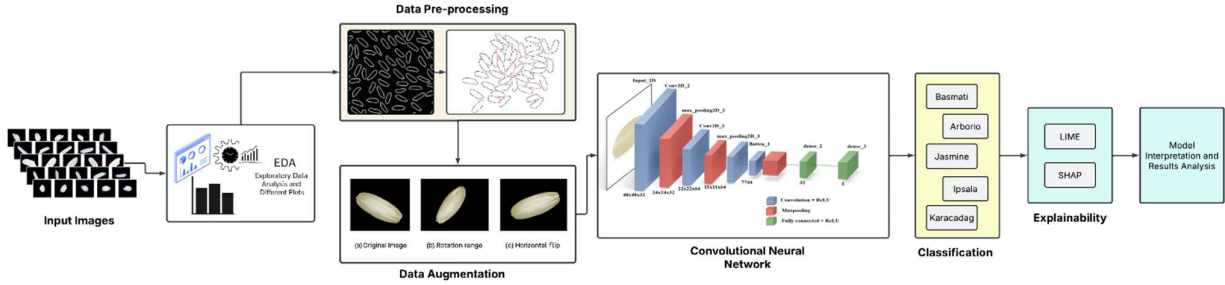 Data Pre-processing
Input Images
EDA
Exploratory Data
Analysis and
Different Plots
(a) Original Image
(b) Rotation range
(c) Horizontal flip
Data Augmentation
Input_2D
Conv2D_2
max_pooling2D_2
Conv2D_3
max_pooling2D_3
flatten_1
dense_2
dense_3
48x48x32
24x24x32
22x22x64
11x11x64
7744
32
Convolution + ReLU
Maxpooling
Fully connected + ReLU
Convolutional Neural
Network
Basmati
Arborio
Jasmine
Ipsala
Karacadag
Classification
LIME
SHAP
Explainability
Model
Interpretation and
Results Analysis